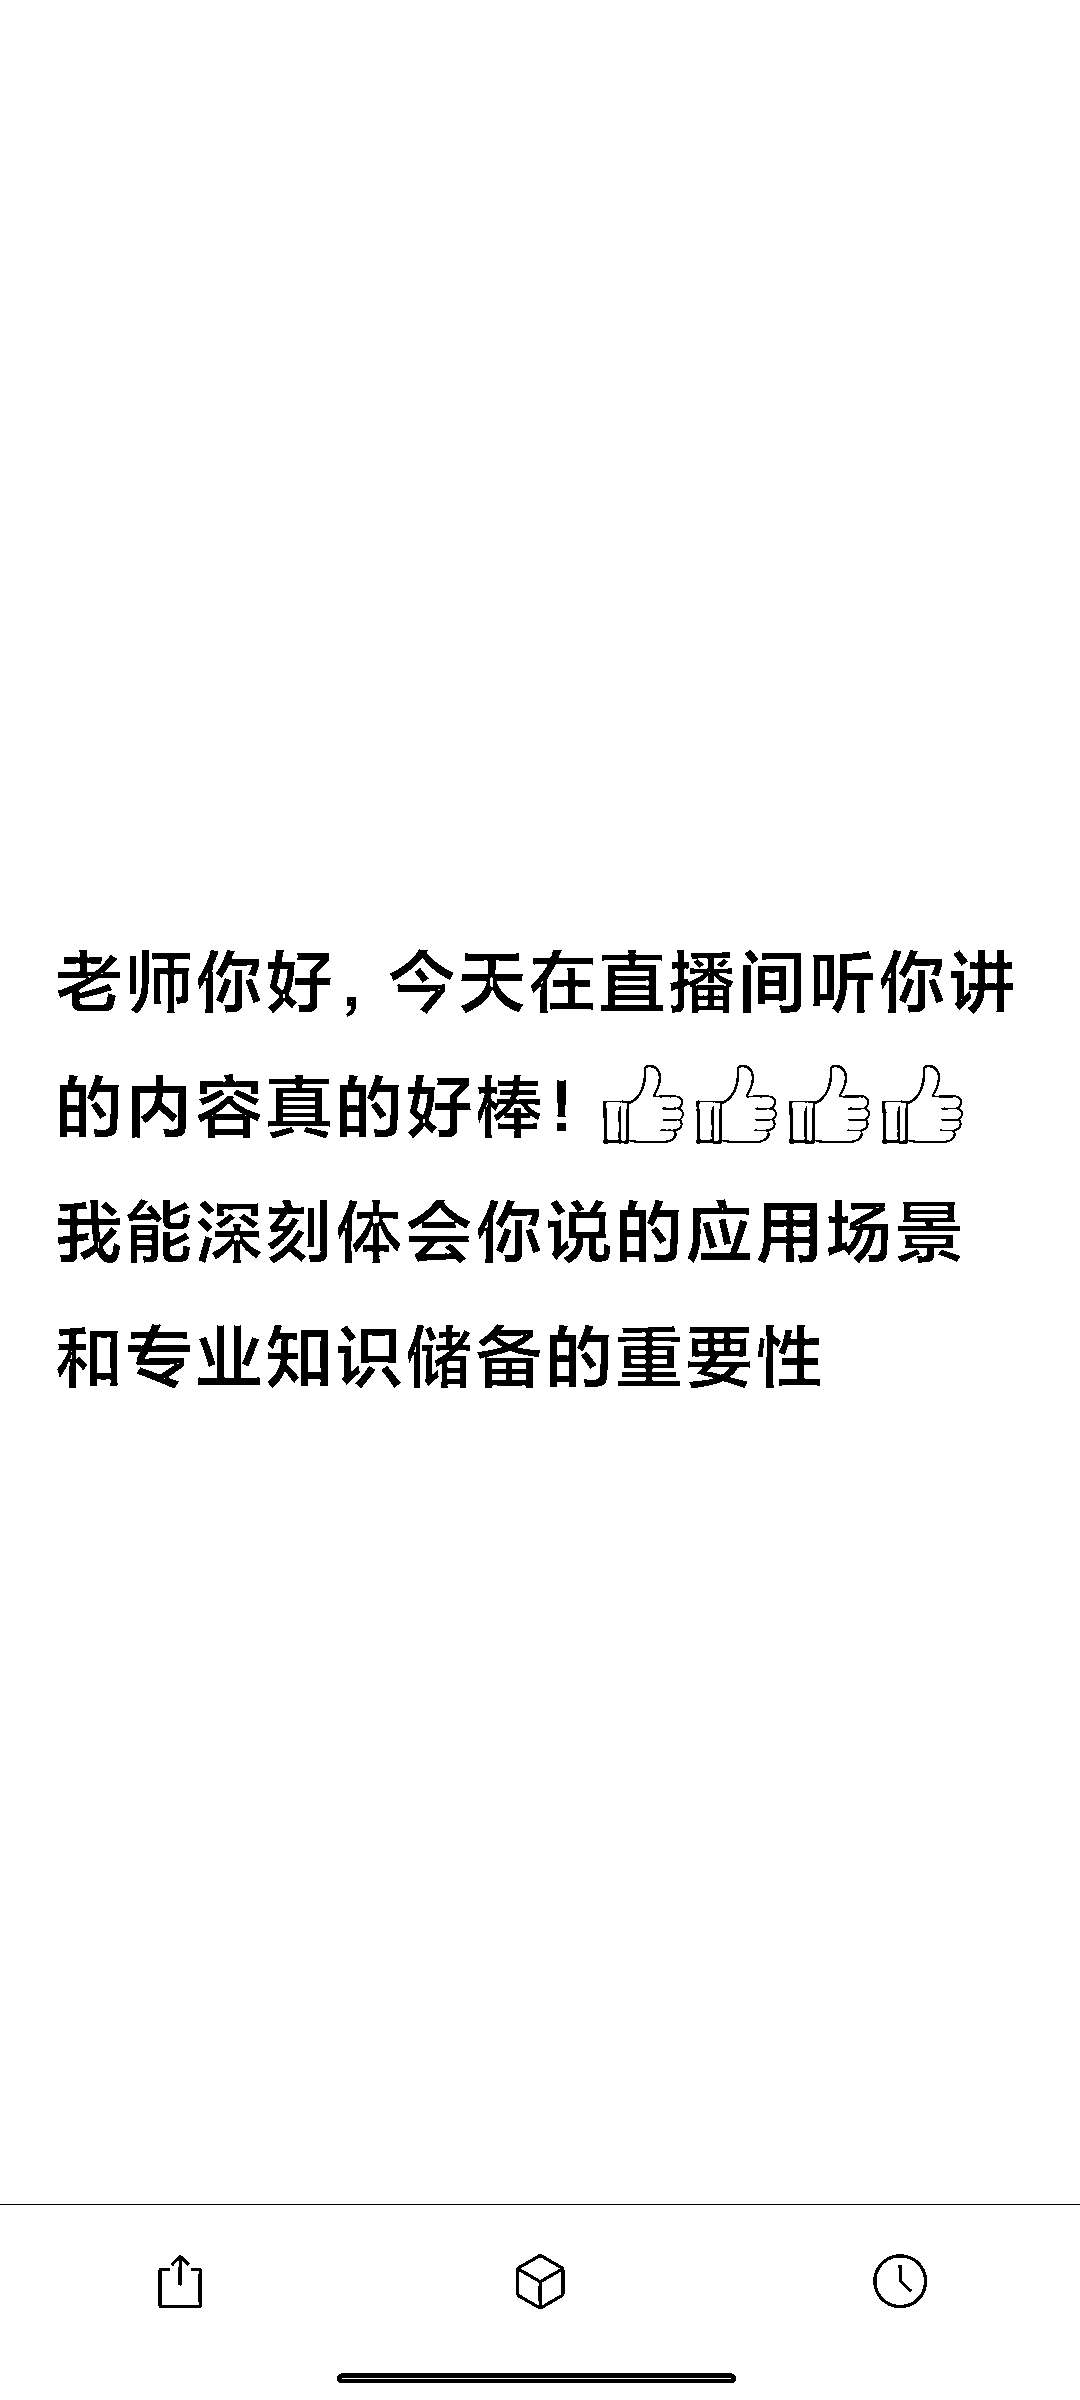 老师你好，今天在直播间听你讲
的内容真的好棒！👍👍👍👍
我能深刻体会你说的应用场景
和专业知识储备的重要性